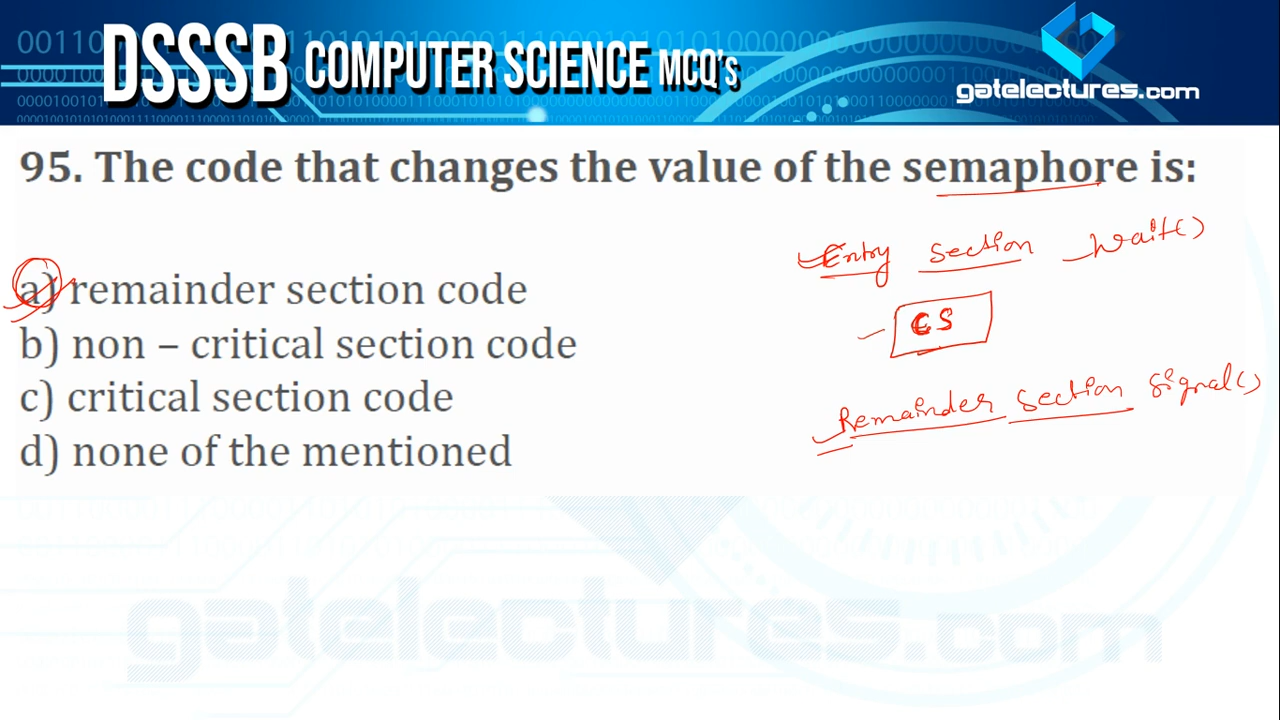 DSSSB COMPUTER SCIENCE MCQ's
gatelectures.com
95. The code that changes the value of the semaphore is:
Entry section wait()
a) remainder section code
CS
b) non – critical section code
c) critical section code
Remainder section signal()
d) none of the mentioned
gatelectures.com